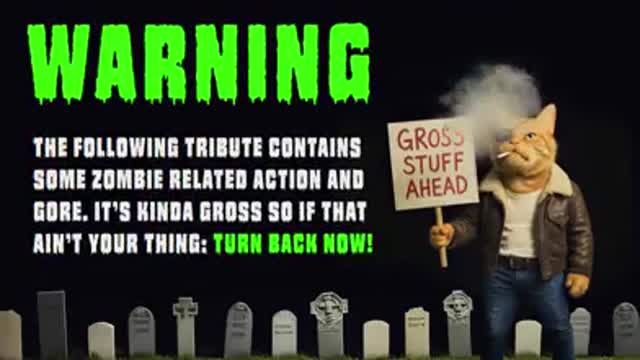 WARNING
THE FOLLOWING TRIBUTE CONTAINS
SOME ZOMBIE RELATED ACTION AND
GORE. IT'S KINDA GROSS SO IF THAT
AIN'T YOUR THING: TURN BACK NOW!
GROSS
STUFF
AHEAD